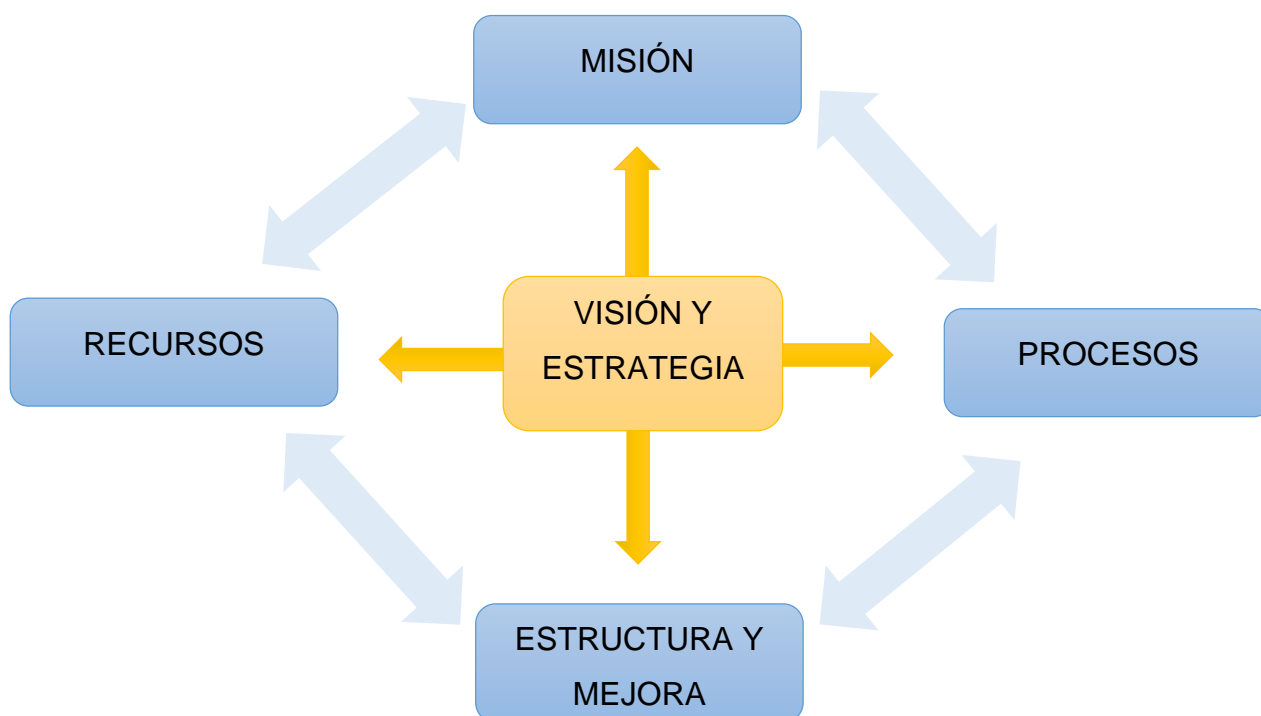 MISIÓN
RECURSOS
VISIÓN Y
ESTRATEGIA
PROCESOS
ESTRUCTURA Y
MEJORA